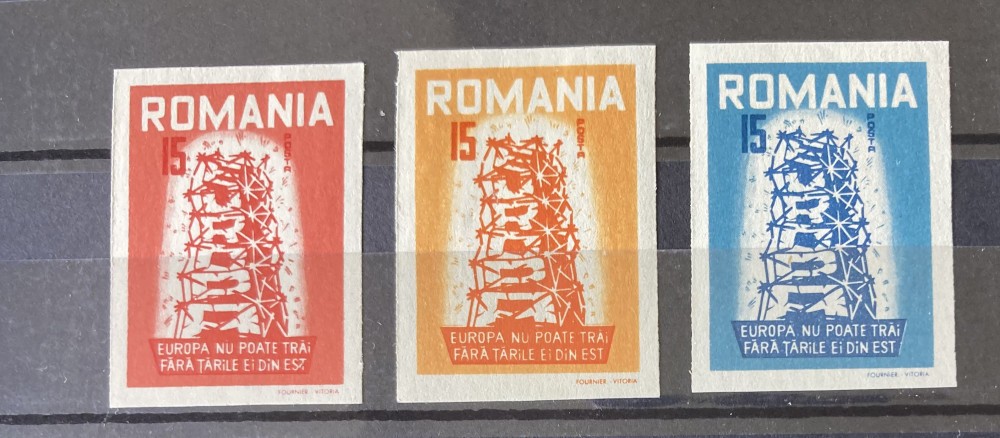 ROMANIA
15 POSTA
EUROPA NU POATE TRĂi
FĂRĂ ȚĂRILE Ei DiN EST
FOURNIER - VITORIA
ROMANIA
15 POSTA
EUROPA NU POATE TRĂi
FĂRĂ ȚĂRILE Ei DiN EST
FOURNIER - VITORIA
ROMANIA
15 POSTA
EUROPA NU POATE TRĂi
FĂRĂ ȚĂRILE Ei DiN EST
FOURNIER - VITORIA